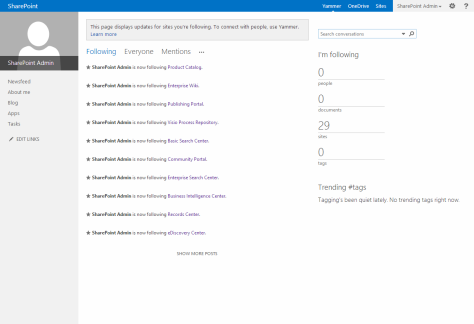 SharePoint
Yammer OneDrive Sites SharePoint Admin ?
SharePoint Admin
Newsfeed
About me
Blog
Apps
Tasks
EDIT LINKS
This page displays updates for sites you're following. To connect with people, use Yammer.
Learn more
Following Everyone Mentions ...
SharePoint Admin is now following Product Catalog.
SharePoint Admin is now following Enterprise Wiki.
SharePoint Admin is now following Publishing Portal.
SharePoint Admin is now following Visio Process Repository.
SharePoint Admin is now following Basic Search Center.
SharePoint Admin is now following Community Portal.
SharePoint Admin is now following Enterprise Search Center.
SharePoint Admin is now following Business Intelligence Center.
SharePoint Admin is now following Records Center.
SharePoint Admin is now following eDiscovery Center.
SHOW MORE POSTS
Search conversations
I'm following
0
people
0
documents
29
sites
0
tags
Trending #tags
Tagging's been quiet lately. No trending tags right now.